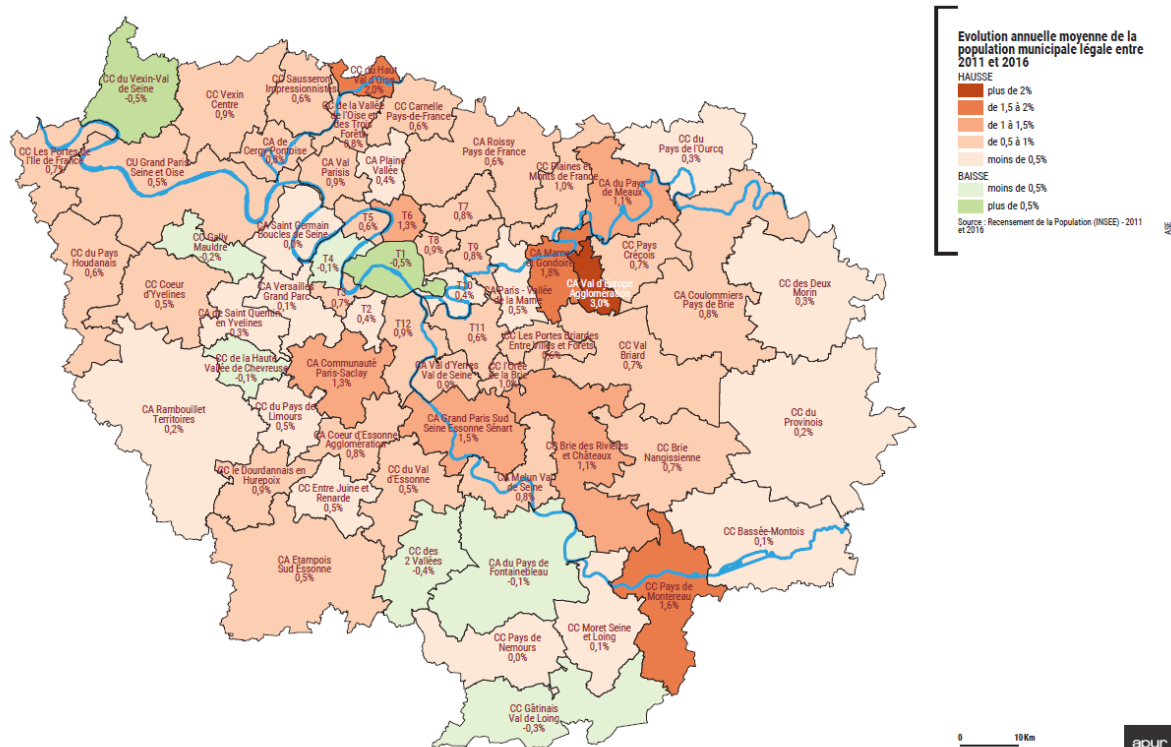 Evolution annuelle moyenne de la
population municipale légale entre
2011 et 2016
HAUSSE
plus de 2%
de 1,5 à 2%
de 1 à 1,5%
de 0,5 à 1%
moins de 0,5%
BAISSE
moins de 0,5%
plus de 0,5%
Source : Recensement de la Population (INSEE) - 2011
et 2016
ASE
CC du Vexin-Val
de Seine
-0,5%
CC Vexin
Centre
0,9%
CC Sausseron
Impressionnistes
0,6%
CC du Haut
Val d'Oise
2,0%
CC de la Vallée
de l'Oise et
des Trois
Forêts
0,8%
CC Carnelle
Pays-de-France
0,6%
CC Les Portes de
l'Ile de France
0,7%
CU Grand Paris
Seine et Oise
0,5%
CA de
Cergy Pontoise
0,8%
CA Val
Parisis
0,9%
CA Plaine
Vallée
0,4%
CA Roissy
Pays de France
0,6%
CC Plaines et
Monts de France
1,0%
CC du
Pays de l'Ourcq
0,3%
CA du Pays
de Meaux
1,1%
CA Saint Germain
Boucles de Seine
0,0%
T5
0,6%
T6
1,3%
T7
0,8%
T8
0,9%
T9
0,8%
CC Gally
Mauldre
-0,2%
T4
-0,1%
T1
-0,5%
T10
0,4%
CA Marne
et Gondoire
1,8%
CC Pays
Créçois
0,7%
CC du Pays
Houdanais
0,6%
CC Coeur
d'Yvelines
0,5%
CA Versailles
Grand Parc
0,1%
T3
0,7%
T2
0,4%
CA Paris - Vallée
de la Marne
0,5%
CA Val d'Europe
Agglomération
3,0%
CA Coulommiers
Pays de Brie
0,8%
CC des Deux
Morin
0,3%
CA de Saint Quentin
en Yvelines
0,3%
T12
0,9%
T11
0,6%
CC Les Portes Briardes
Entre Villes et Forêts
0,6%
CC Val
Briard
0,7%
CC de la Haute
Vallée de Chevreuse
-0,1%
CA Communauté
Paris-Saclay
1,3%
CA Val d'Yerres
Val de Seine
0,9%
CC l'Orée
de la Brie
1,0%
CA Rambouillet
Territoires
0,2%
CC du Pays de
Limours
0,5%
CA Coeur d'Essonne
Agglomération
0,8%
CA Grand Paris Sud
Seine Essonne Sénart
1,5%
CC Brie des Rivières
et Châteaux
1,1%
CC Brie
Nangissienne
0,7%
CC du
Provinois
0,2%
CC le Dourdannais en
Hurepoix
0,9%
CC Entre Juine et
Renarde
0,5%
CC du Val
d'Essonne
0,5%
CA Melun Val
de Seine
0,8%
CC Bassée-Montois
0,1%
CA Etampois
Sud Essonne
0,5%
CC des
2 Vallées
-0,4%
CA du Pays de
Fontainebleau
-0,1%
CC Pays de
Montereau
1,6%
CC Pays de
Nemours
0,0%
CC Moret Seine
et Loing
0,1%
CC Gâtinais
Val de Loing
-0,3%
0 10 Km
apur